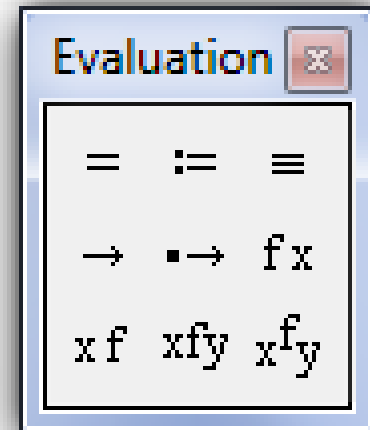 Evaluation
= := ≡
→ ▪→ f x
x f xfy xfy